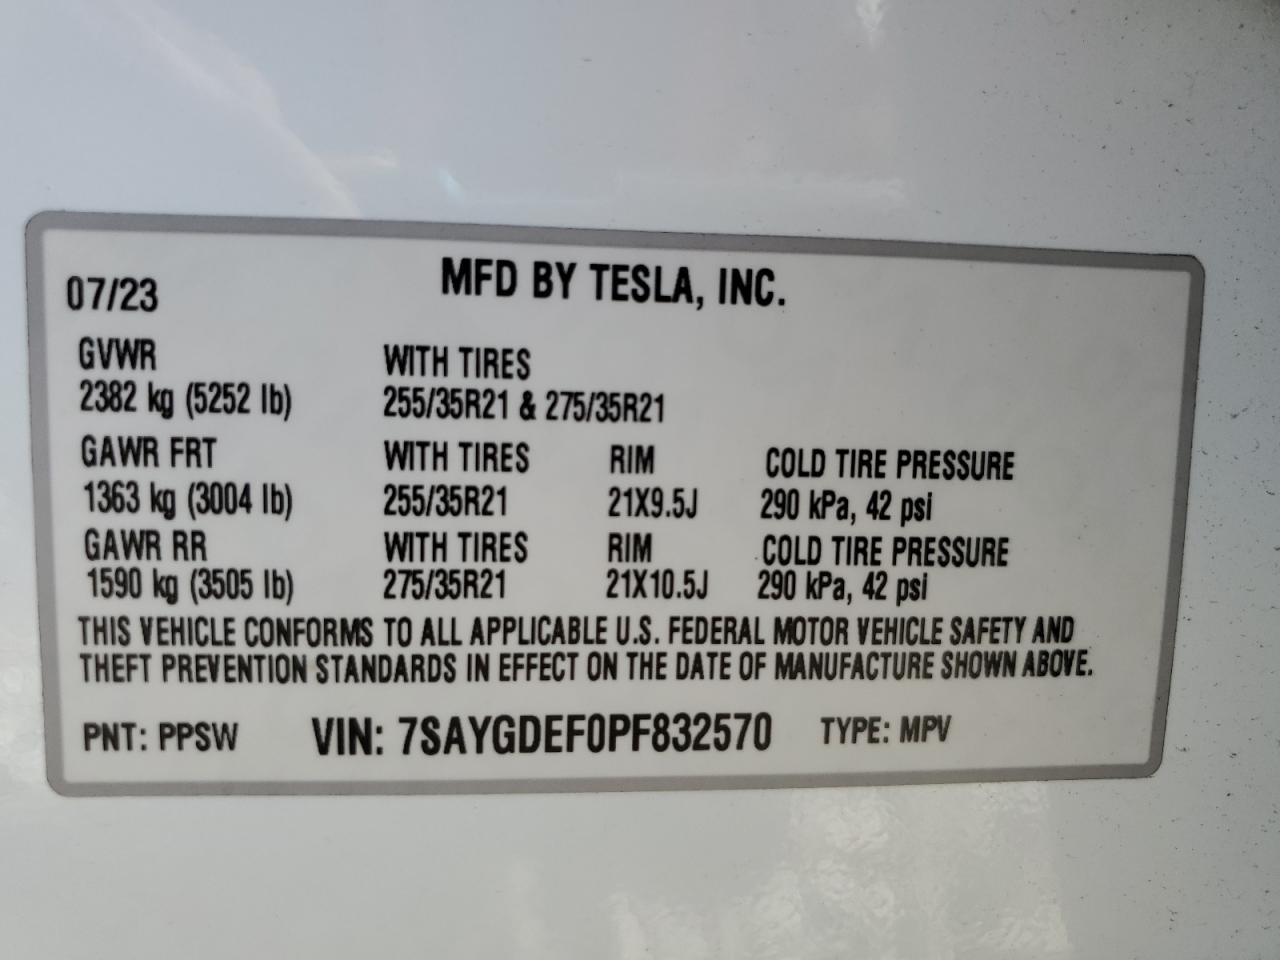 MFD BY TESLA, INC.
07/23
GVWR WITH TIRES
2382 kg (5252 lb) 255/35R21 & 275/35R21
GAWR FRT WITH TIRES RIM COLD TIRE PRESSURE
1363 kg (3004 lb) 255/35R21 21X9.5J 290 kPa, 42 psi
GAWR RR WITH TIRES RIM COLD TIRE PRESSURE
1590 kg (3505 lb) 275/35R21 21X10.5J 290 kPa, 42 psi
THIS VEHICLE CONFORMS TO ALL APPLICABLE U.S. FEDERAL MOTOR VEHICLE SAFETY AND
THEFT PREVENTION STANDARDS IN EFFECT ON THE DATE OF MANUFACTURE SHOWN ABOVE.
PNT: PPSW VIN: 7SAYGDEF0PF832570 TYPE: MPV